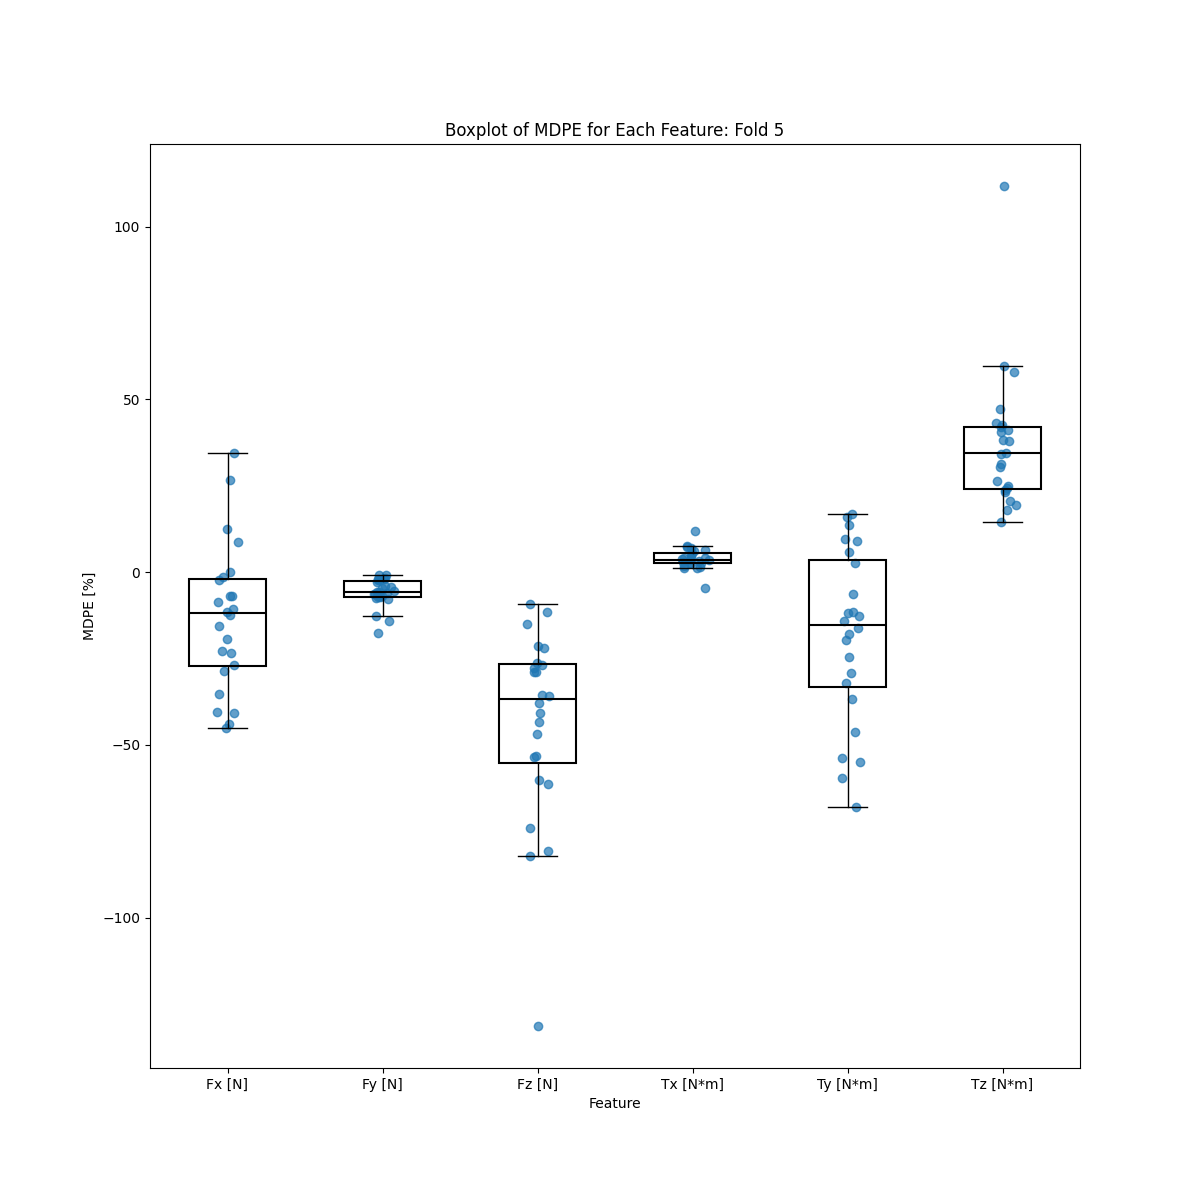 Boxplot of MDPE for Each Feature: Fold 5
MDPE [%]
100
50
0
−50
−100
Fx [N] Fy [N] Fz [N] Tx [N*m] Ty [N*m] Tz [N*m]
Feature